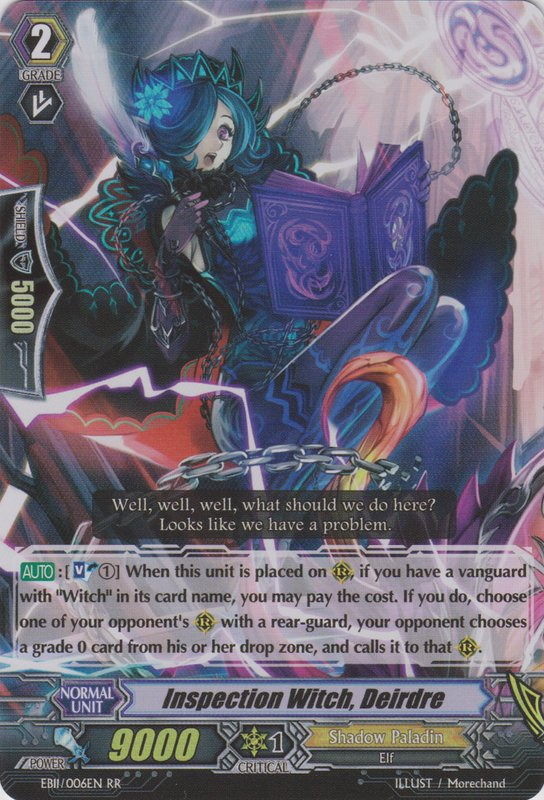 2
GRADE
SHIELD
5000
Well, well, well, what should we do here?
Looks like we have a problem.
AUTO : [ V ① ] When this unit is placed on R, if you have a vanguard
with "Witch" in its card name, you may pay the cost. If you do, choose
one of your opponent's R with a rear-guard, your opponent chooses
a grade 0 card from his or her drop zone, and calls it to that R.
NORMAL
UNIT
Inspection Witch, Deirdre
POWER
9000
1
CRITICAL
Shadow Paladin
Elf
EB11/006EN RR
ILLUST / Morechand